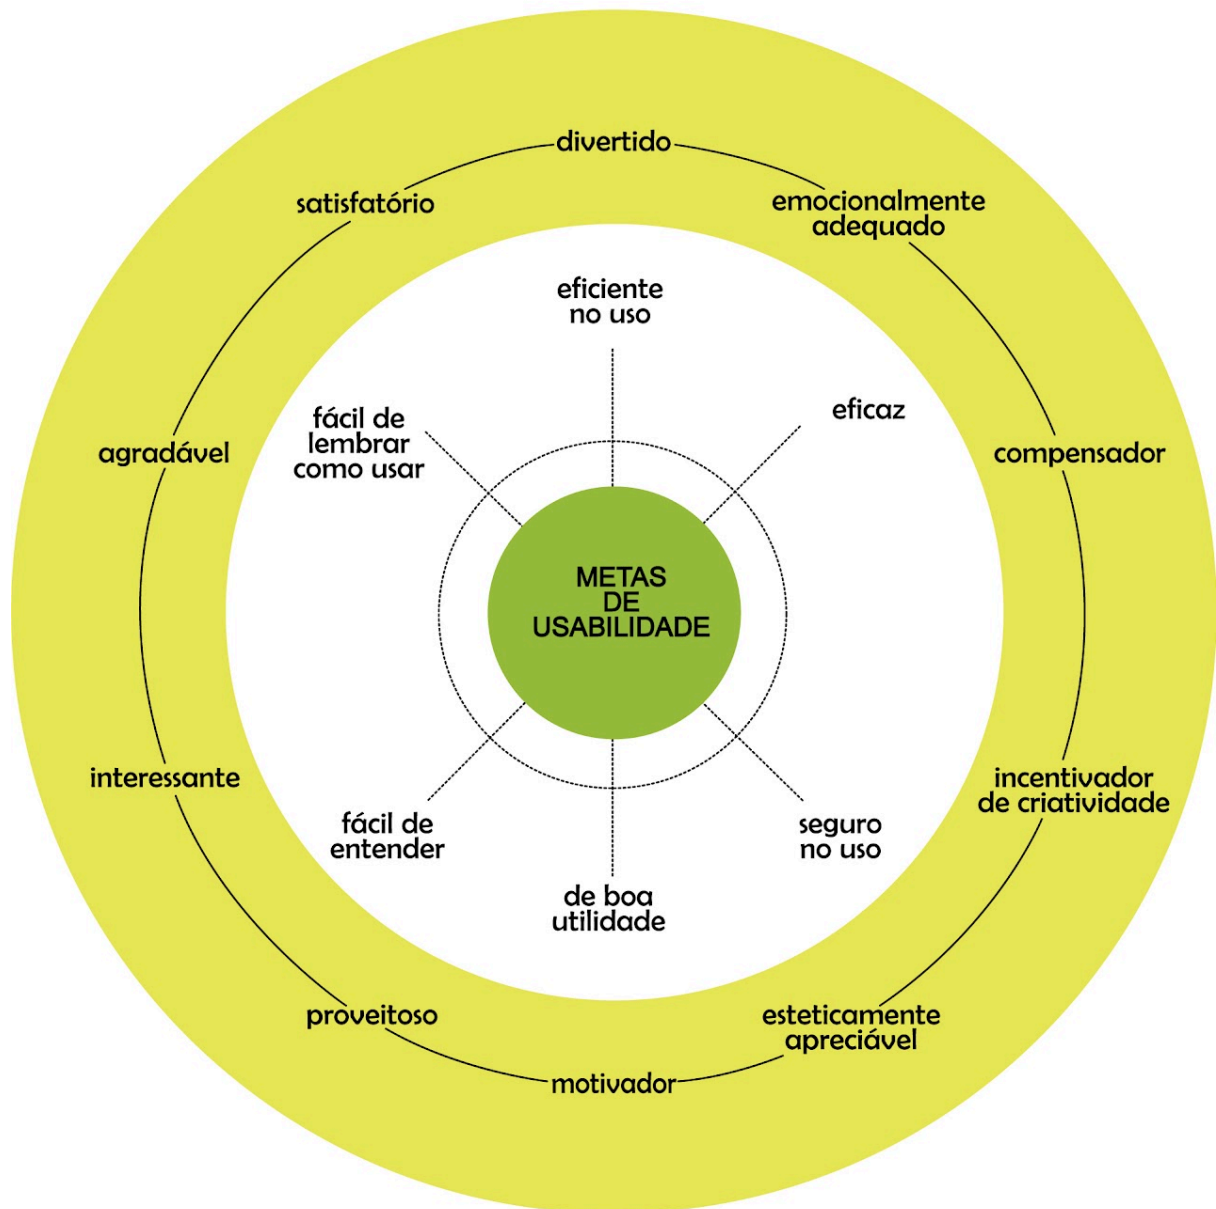 divertido
satisfatório
emocionalmente
adequado
eficiente
no uso
fácil de
lembrar
como usar
eficaz
agradável
compensador
METAS
DE
USABILIDADE
interessante
incentivador
de criatividade
fácil de
entender
seguro
no uso
de boa
utilidade
proveitoso
esteticamente
apreciável
motivador